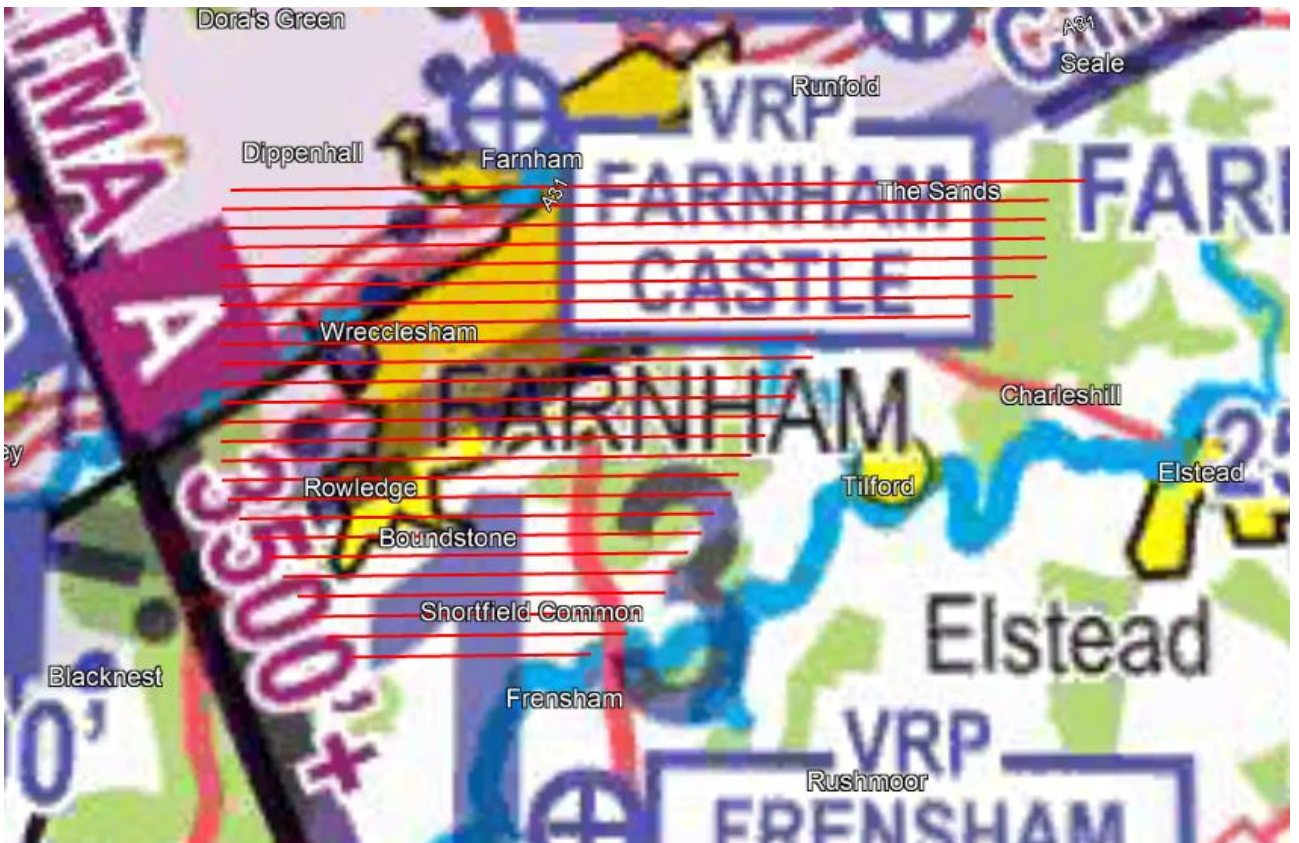 Dora's Green
A31
Seale
Runfold
VRP
TMA
Dippenhall
Farnham
A31
FARNHAM
CASTLE
The Sands
A
Wrecclesham
FARNHAM
Charleshill
Rowledge
Tilford
Elstead
Boundstone
3500'+
Shortfield Common
Elstead
Blacknest
Frensham
VRP
Rushmoor
FRENSHAM